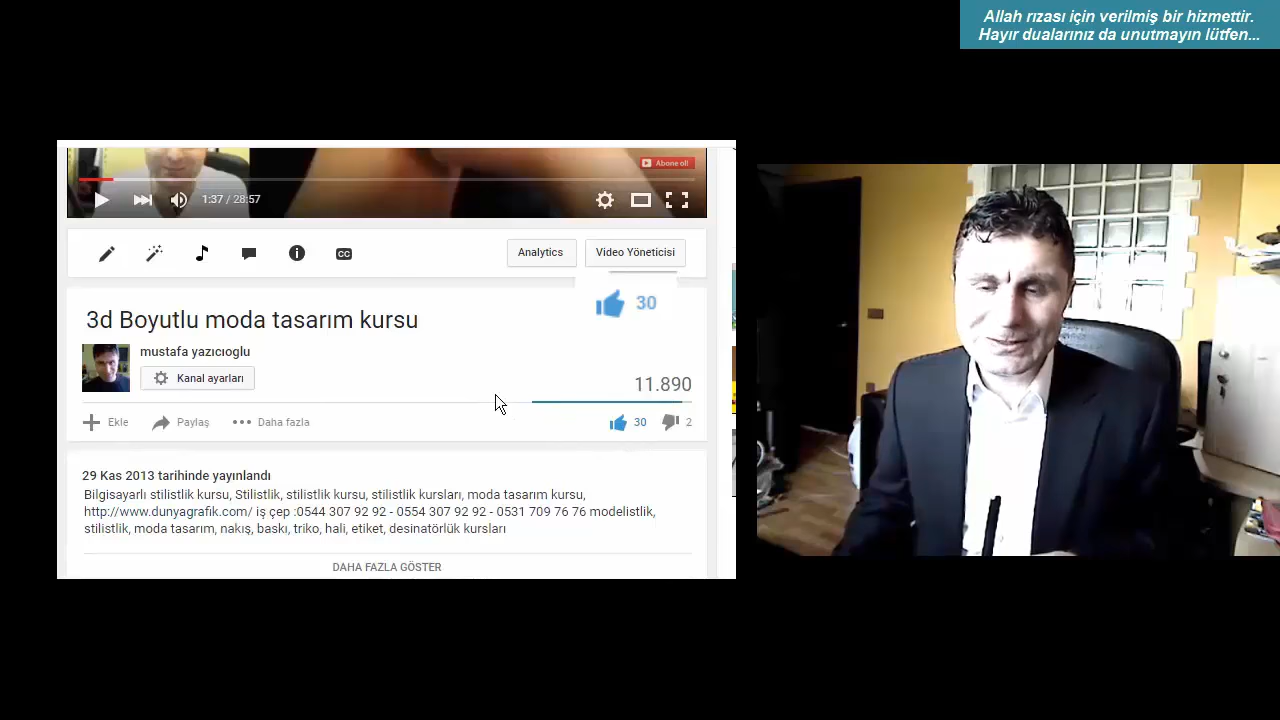 Allah rızası için verilmiş bir hizmettir.
Hayır dualarınız da unutmayın lütfen...
Abone ol!
1:37 / 28:57
CC
Analytics
Video Yöneticisi
30
3d Boyutlu moda tasarım kursu
mustafa yazıcıoglu
Kanal ayarları
11.890
Ekle
Paylaş
Daha fazla
30
2
29 Kas 2013 tarihinde yayınlandı
Bilgisayarlı stilistlik kursu, Stilistlik, stilistlik kursu, stilistlik kursları, moda tasarım kursu,
http://www.dunyagrafik.com/ iş çep :0544 307 92 92 - 0554 307 92 92 - 0531 709 76 76 modelistlik,
stilistlik, moda tasarım, nakış, baskı, triko, hali, etiket, desinatörlük kursları
DAHA FAZLA GÖSTER